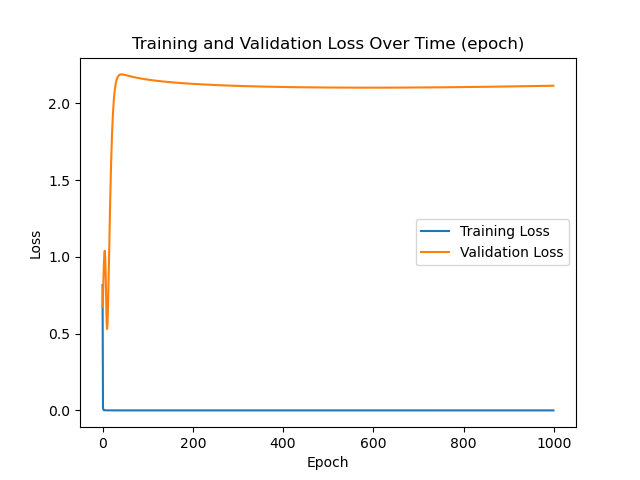 Training and Validation Loss Over Time (epoch)
2.0
1.5
1.0
0.5
0.0
Loss
Training Loss
Validation Loss
0 200 400 600 800 1000
Epoch